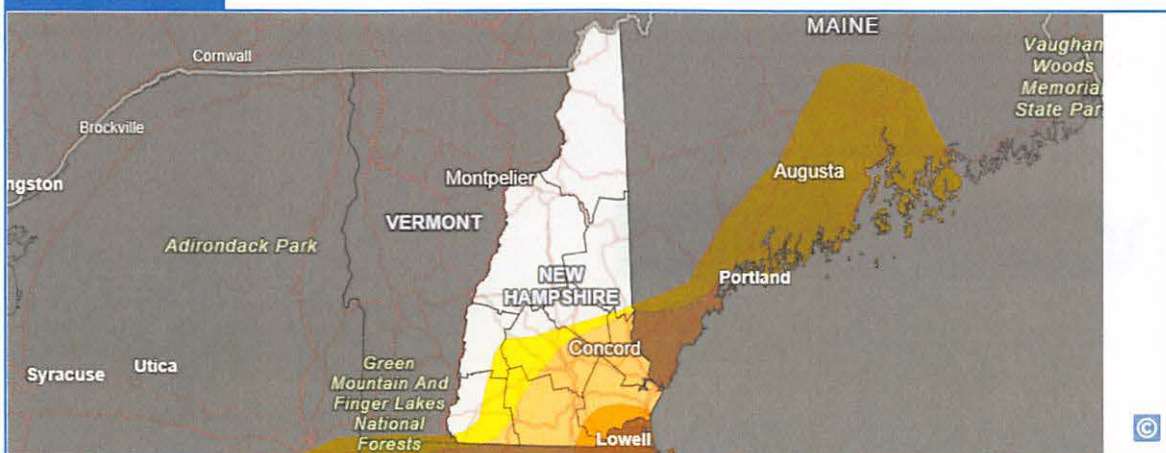 MAINE
Vaughan
Woods
Memorial
State Par
Cornwall
Brockville
ngston
Montpelier
Augusta
VERMONT
Adirondack Park
NEW
HAMPSHIRE
Portland
Concord
Syracuse
Utica
Green
Mountain And
Finger Lakes
National
Forests
Lowell
©